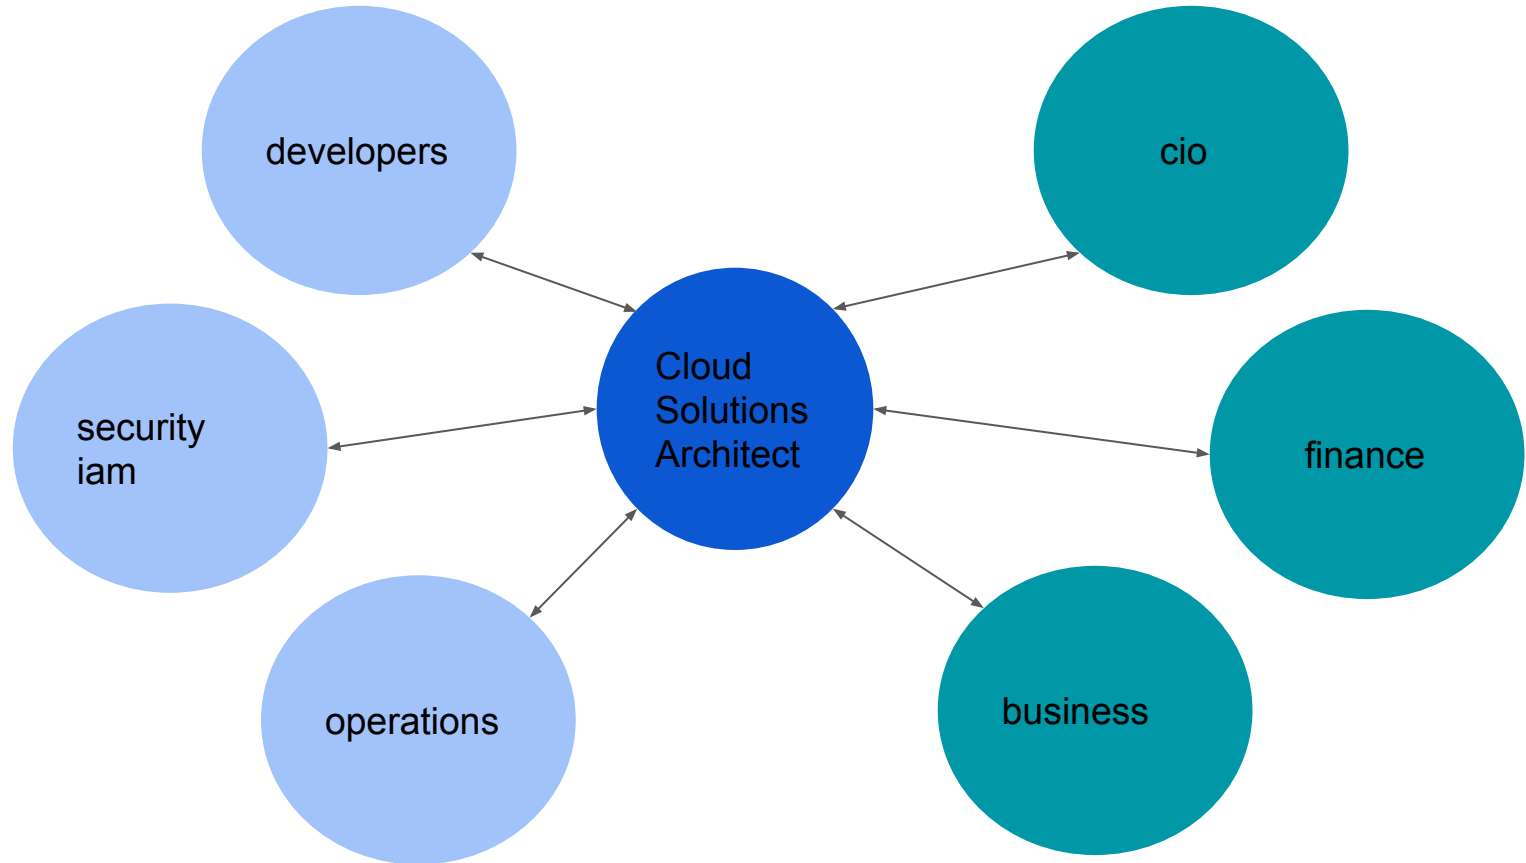 developers
cio
Cloud
Solutions
Architect
security
iam
finance
operations
business